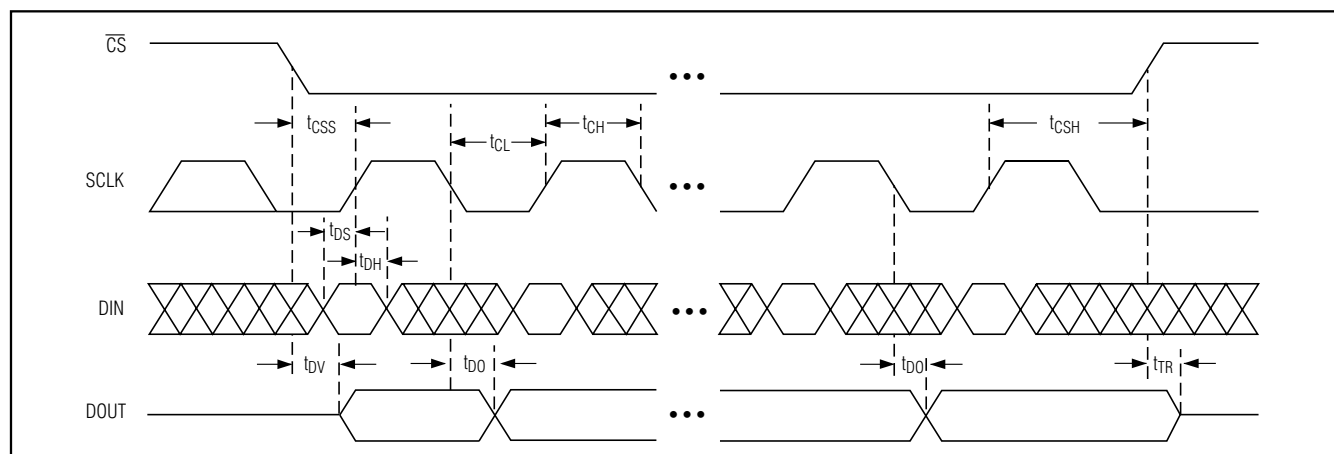 CS
tCSS
tCL
tCH
•••
tCSH
SCLK
•••
tDS
tDH
DIN
•••
tDV
tDO
tDO
tTR
DOUT
•••